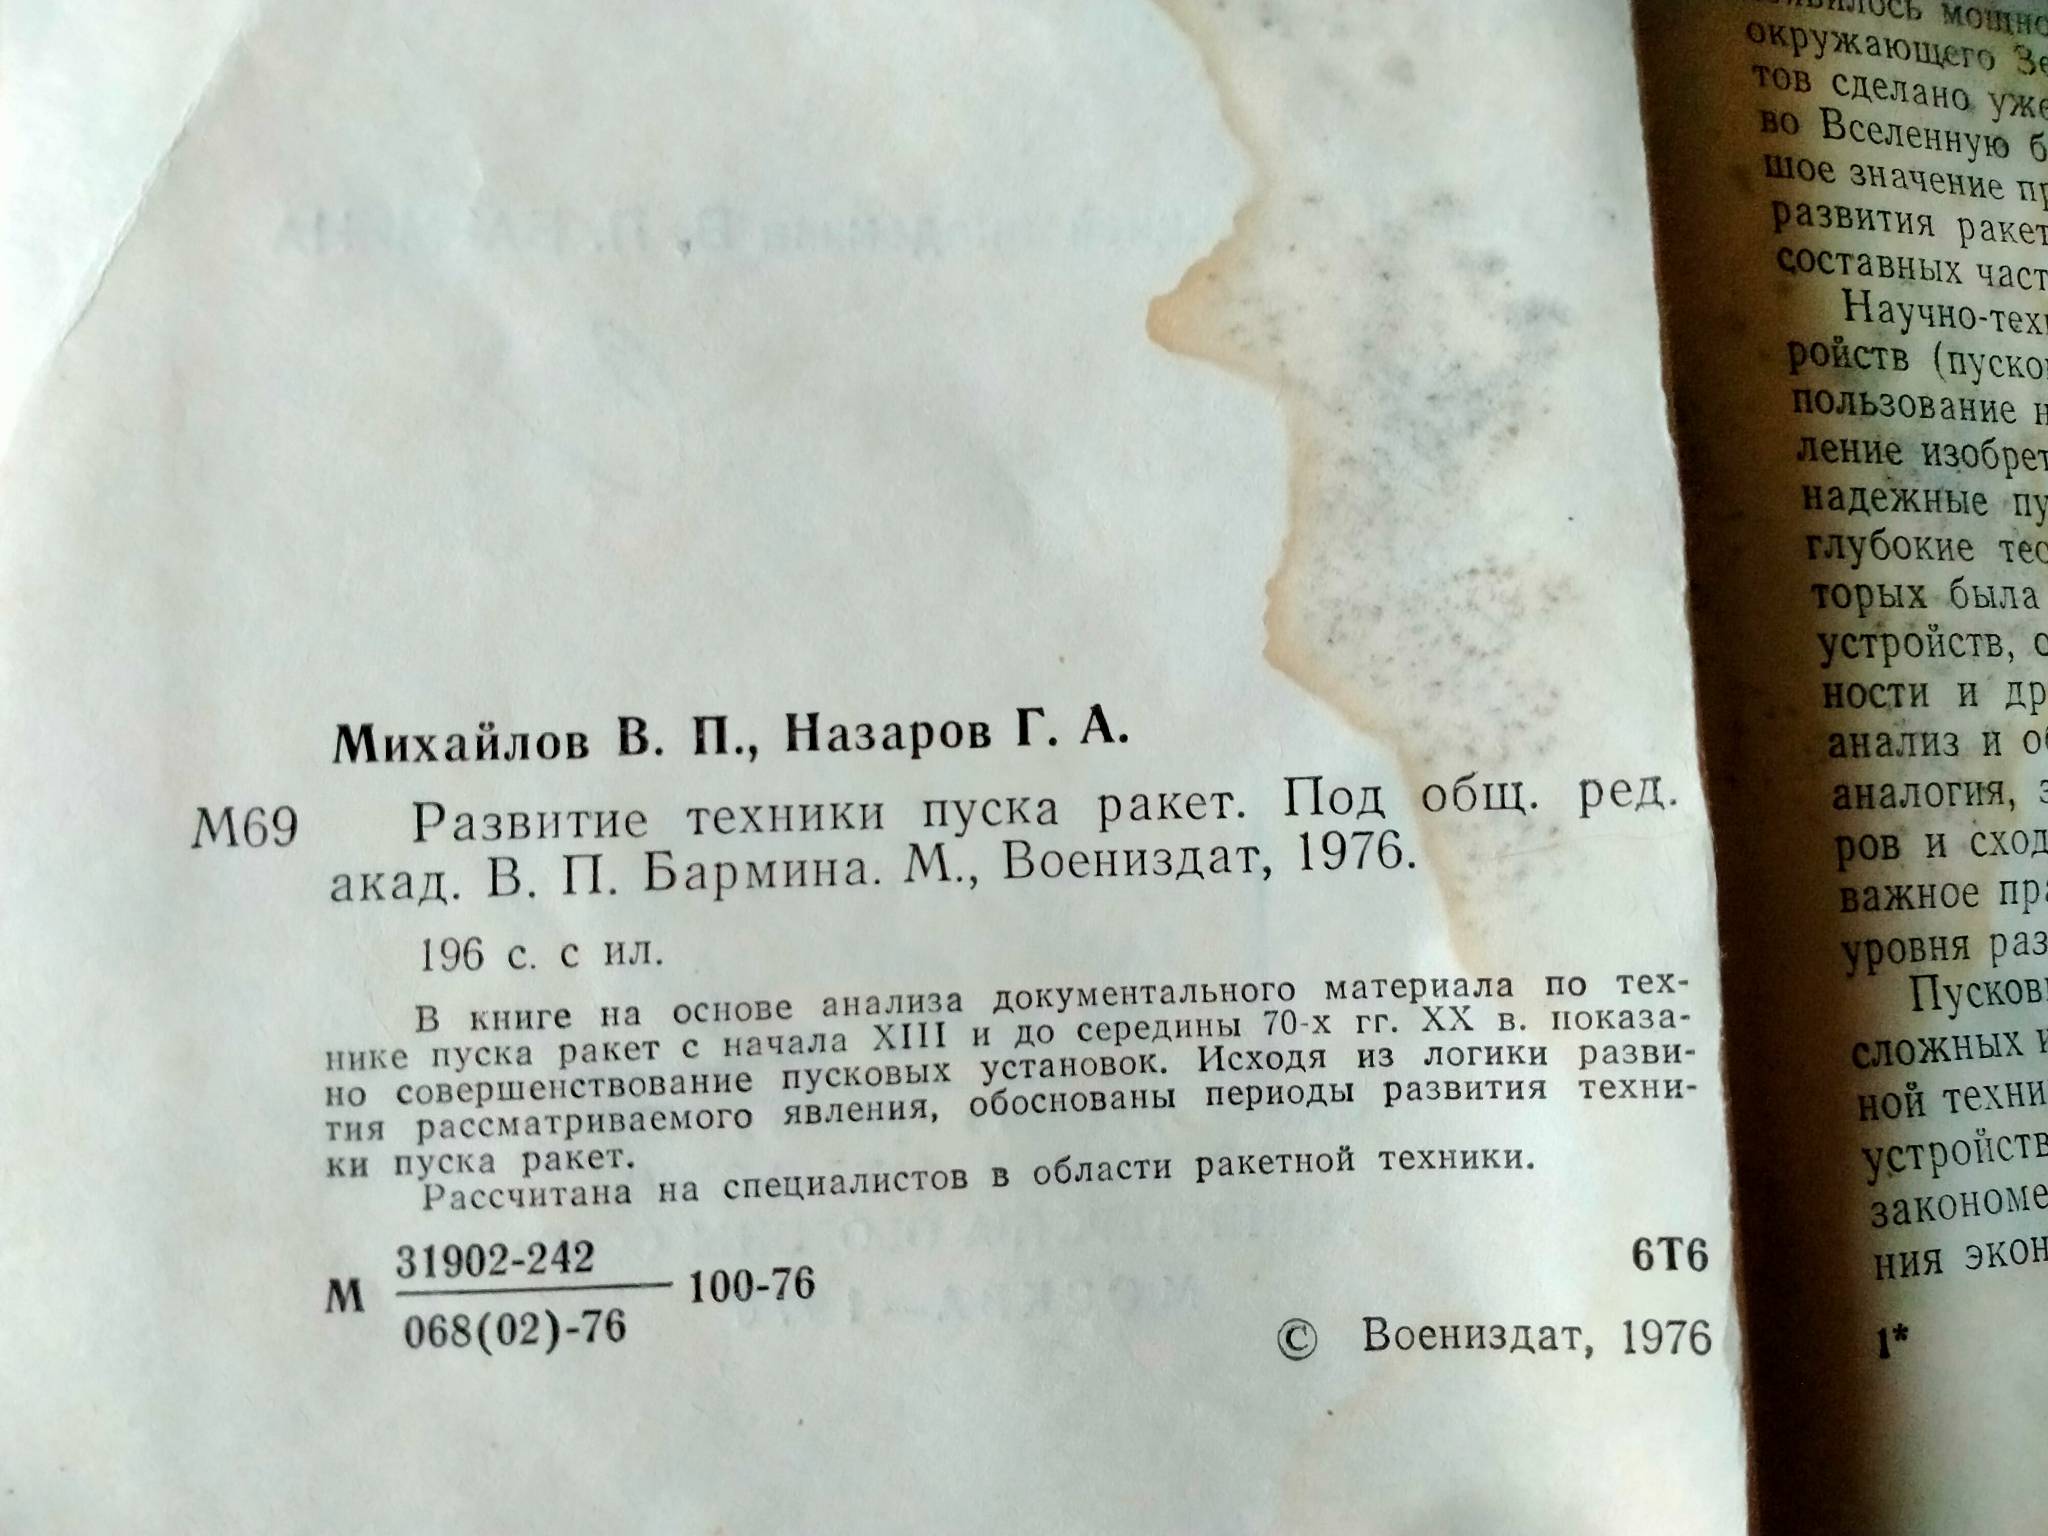 Михайлов В. П., Назаров Г. А.
М69 Развитие техники пуска ракет. Под общ. ред.
акад. В. П. Бармина. М., Воениздат, 1976.
196 с. с ил.
В книге на основе анализа документального материала по тех-
нике пуска ракет с начала XIII и до середины 70-х гг. XX в. показа-
но совершенствование пусковых установок. Исходя из логики разви-
тия рассматриваемого явления, обоснованы периоды развития техни-
ки пуска ракет.
Рассчитана на специалистов в области ракетной техники.
М 31902-242
068(02)-76 100-76
6Т6
© Воениздат, 1976
окружающего
тов сделано уже
во Вселенную
шое значение
развития
составных
Научно-
ройств
пользование
ление
надежные
глубокие
торых была
устройств,
ности и
анализ и
аналогия,
ров и
важное
уровня
сложных
ной
закономе
ния
1*